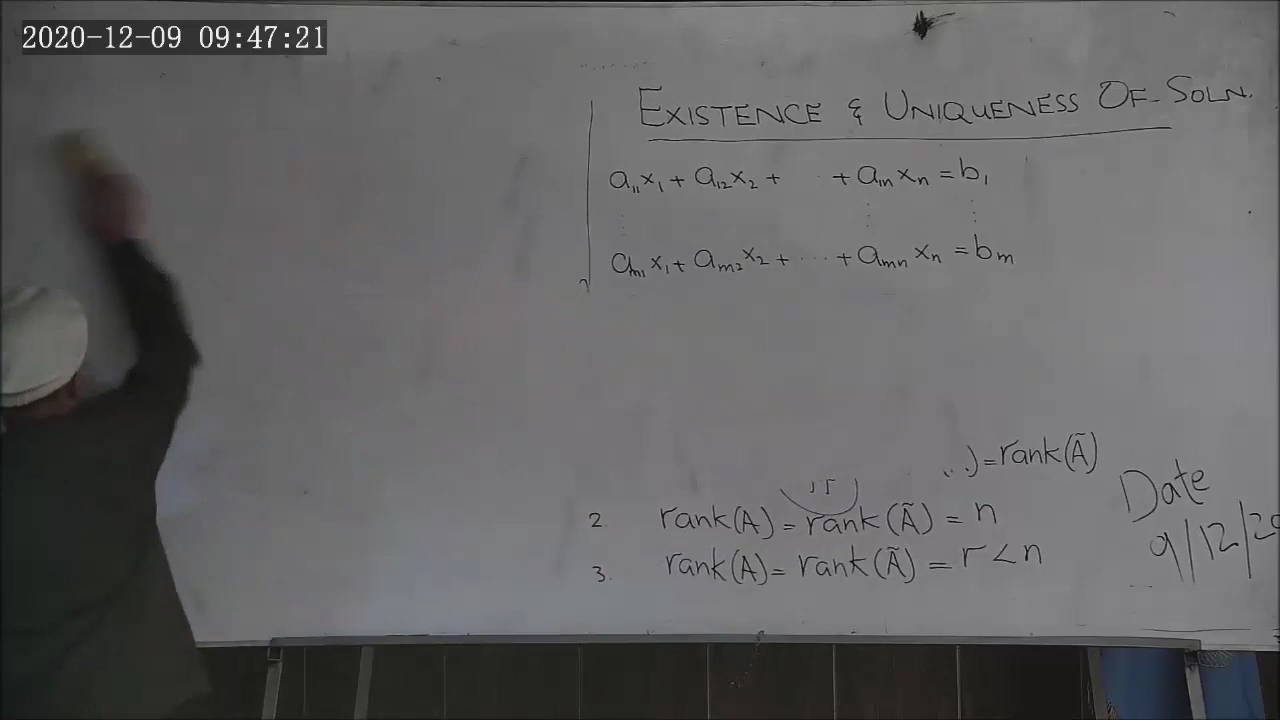 2020-12-09 09:47:21
EXISTENCE & UNIQUENESS OF SOLN.
a₁₁x₁ + a₁₂x₂ + ·· + a₁ₙxₙ = b₁
aₘ₁x₁ + aₘ₂x₂ + ··· + aₘₙxₙ = bₘ
) = rank(Ã)
2. rank(A) = rank(Ã) = n
3. rank(A) = rank(Ã) = r < n
Date
9/12/20